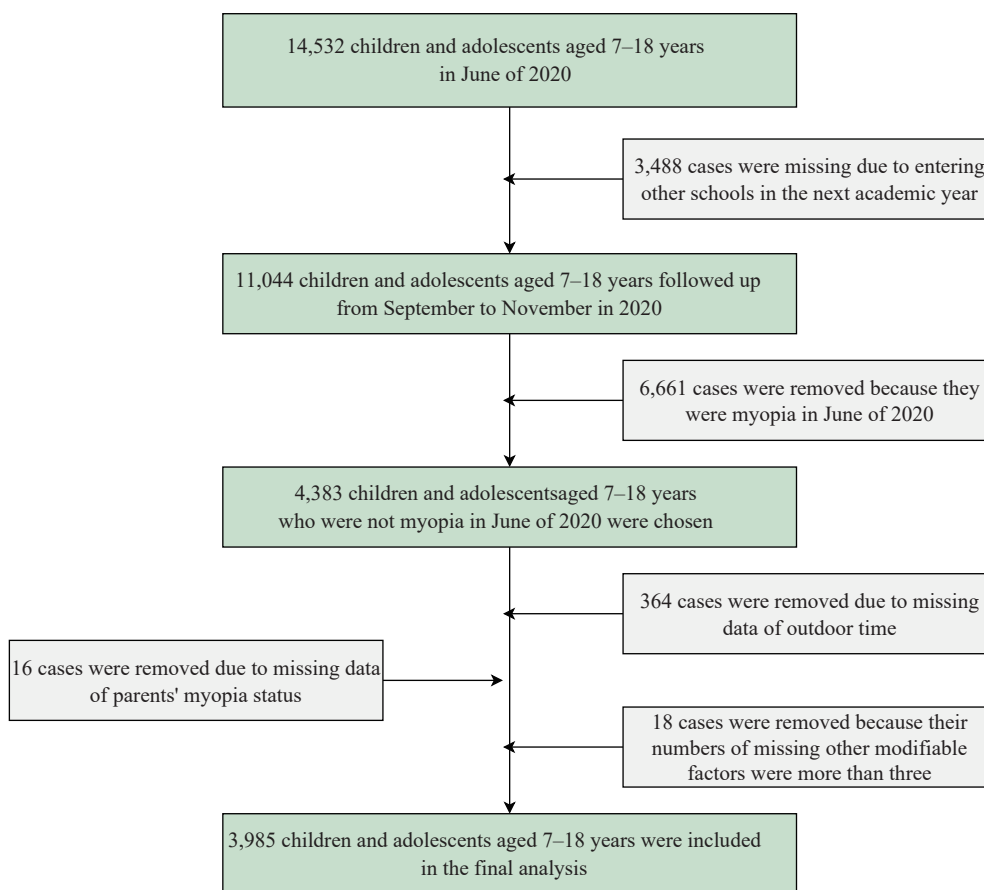 14,532 children and adolescents aged 7–18 years
in June of 2020
3,488 cases were missing due to entering
other schools in the next academic year
11,044 children and adolescents aged 7–18 years followed up
from September to November in 2020
6,661 cases were removed because they
were myopia in June of 2020
4,383 children and adolescentsaged 7–18 years
who were not myopia in June of 2020 were chosen
364 cases were removed due to missing
data of outdoor time
16 cases were removed due to missing data
of parents' myopia status
18 cases were removed because their
numbers of missing other modifiable
factors were more than three
3,985 children and adolescents aged 7–18 years were included
in the final analysis